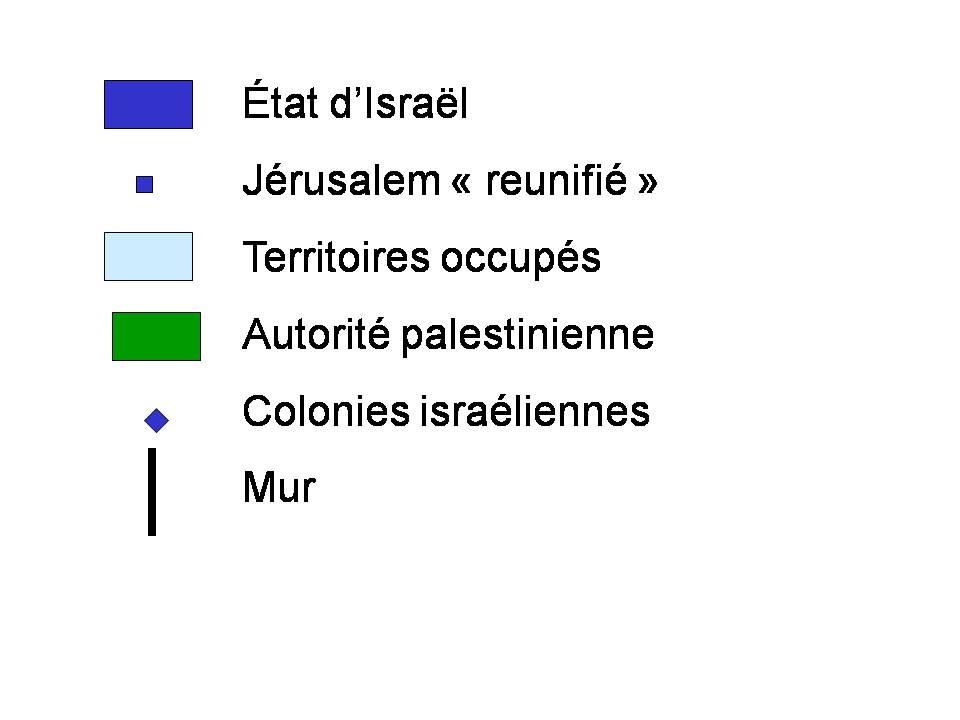 État d’Israël
Jérusalem « reunifié »
Territoires occupés
Autorité palestinienne
Colonies israéliennes
Mur